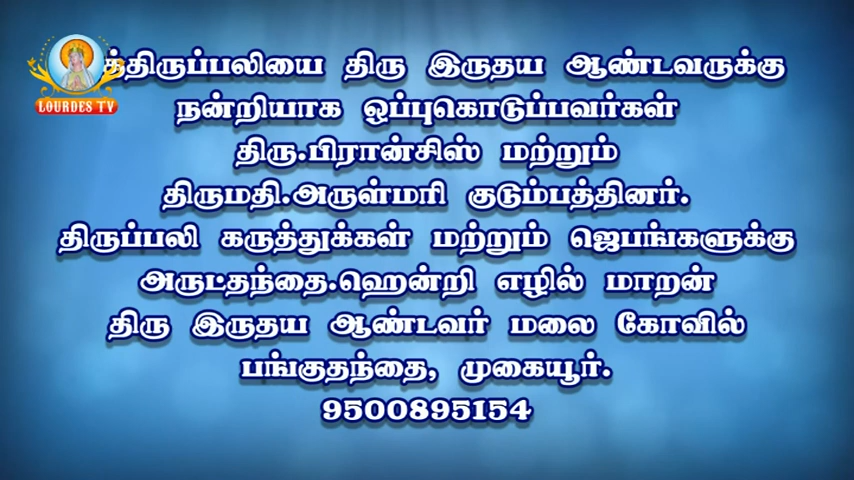 LOURDES TV
த்திருப்பலியை திரு இருதய ஆண்டவருக்கு
நன்றியாக ஒப்புகொடுப்பவர்கள்
திரு.பிரான்சிஸ் மற்றும்
திருமதி.அருள்மரி குடும்பத்தினர்.
திருப்பலி கருத்துக்கள் மற்றும் ஜெபங்களுக்கு
அருட்தந்தை.ஹென்றி எழில் மாறன்
திரு இருதய ஆண்டவர் மலை கோவில்
பங்குதந்தை, முகையூர்.
9500895154